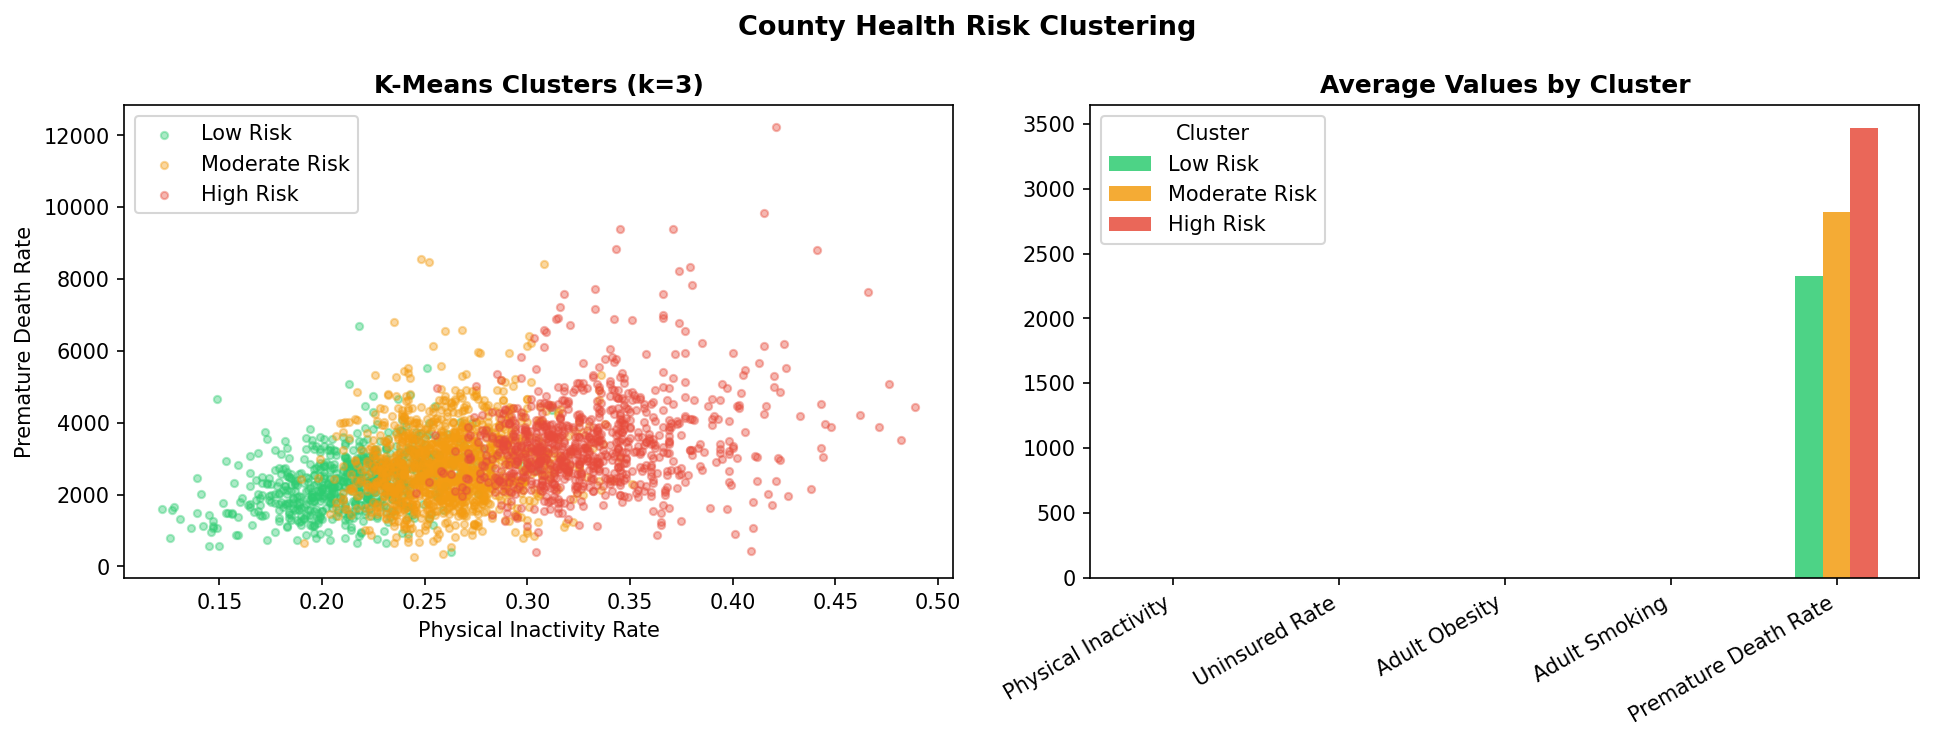 County Health Risk Clustering
K-Means Clusters (k=3)
Low Risk
Moderate Risk
High Risk
Premature Death Rate
12000
10000
8000
6000
4000
2000
0
0.15 0.20 0.25 0.30 0.35 0.40 0.45 0.50
Physical Inactivity Rate
Average Values by Cluster
Cluster
Low Risk
Moderate Risk
High Risk
3500
3000
2500
2000
1500
1000
500
0
Physical Inactivity
Uninsured Rate
Adult Obesity
Adult Smoking
Premature Death Rate